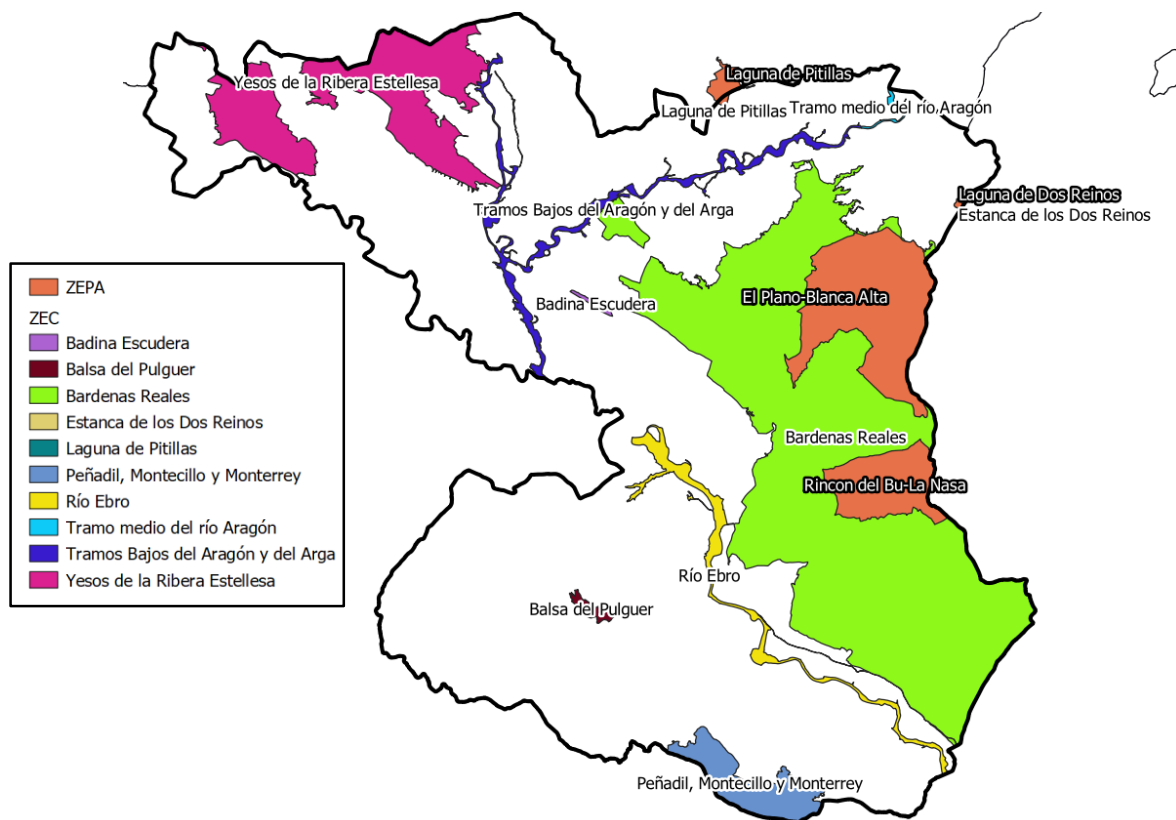 Laguna de Pitillas
Yesos de la Ribera Estellesa
Laguna de Pitillas
Tramo medio del río Aragón
Laguna de Dos Reinos
Estanca de los Dos Reinos
Tramos Bajos del Aragón y del Arga
El Plano-Blanca Alta
Badina Escudera
Bardenas Reales
Rincon del Bu-La Nasa
Río Ebro
Balsa del Pulguer
Peñadil, Montecillo y Monterrey
ZEPA
ZEC
Badina Escudera
Balsa del Pulguer
Bardenas Reales
Estanca de los Dos Reinos
Laguna de Pitillas
Peñadil, Montecillo y Monterrey
Río Ebro
Tramo medio del río Aragón
Tramos Bajos del Aragón y del Arga
Yesos de la Ribera Estellesa